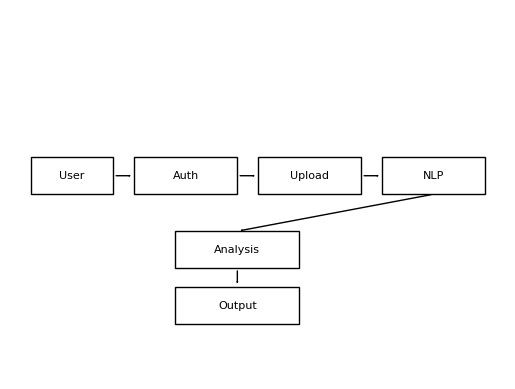 User
Auth
Upload
NLP
Analysis
Output